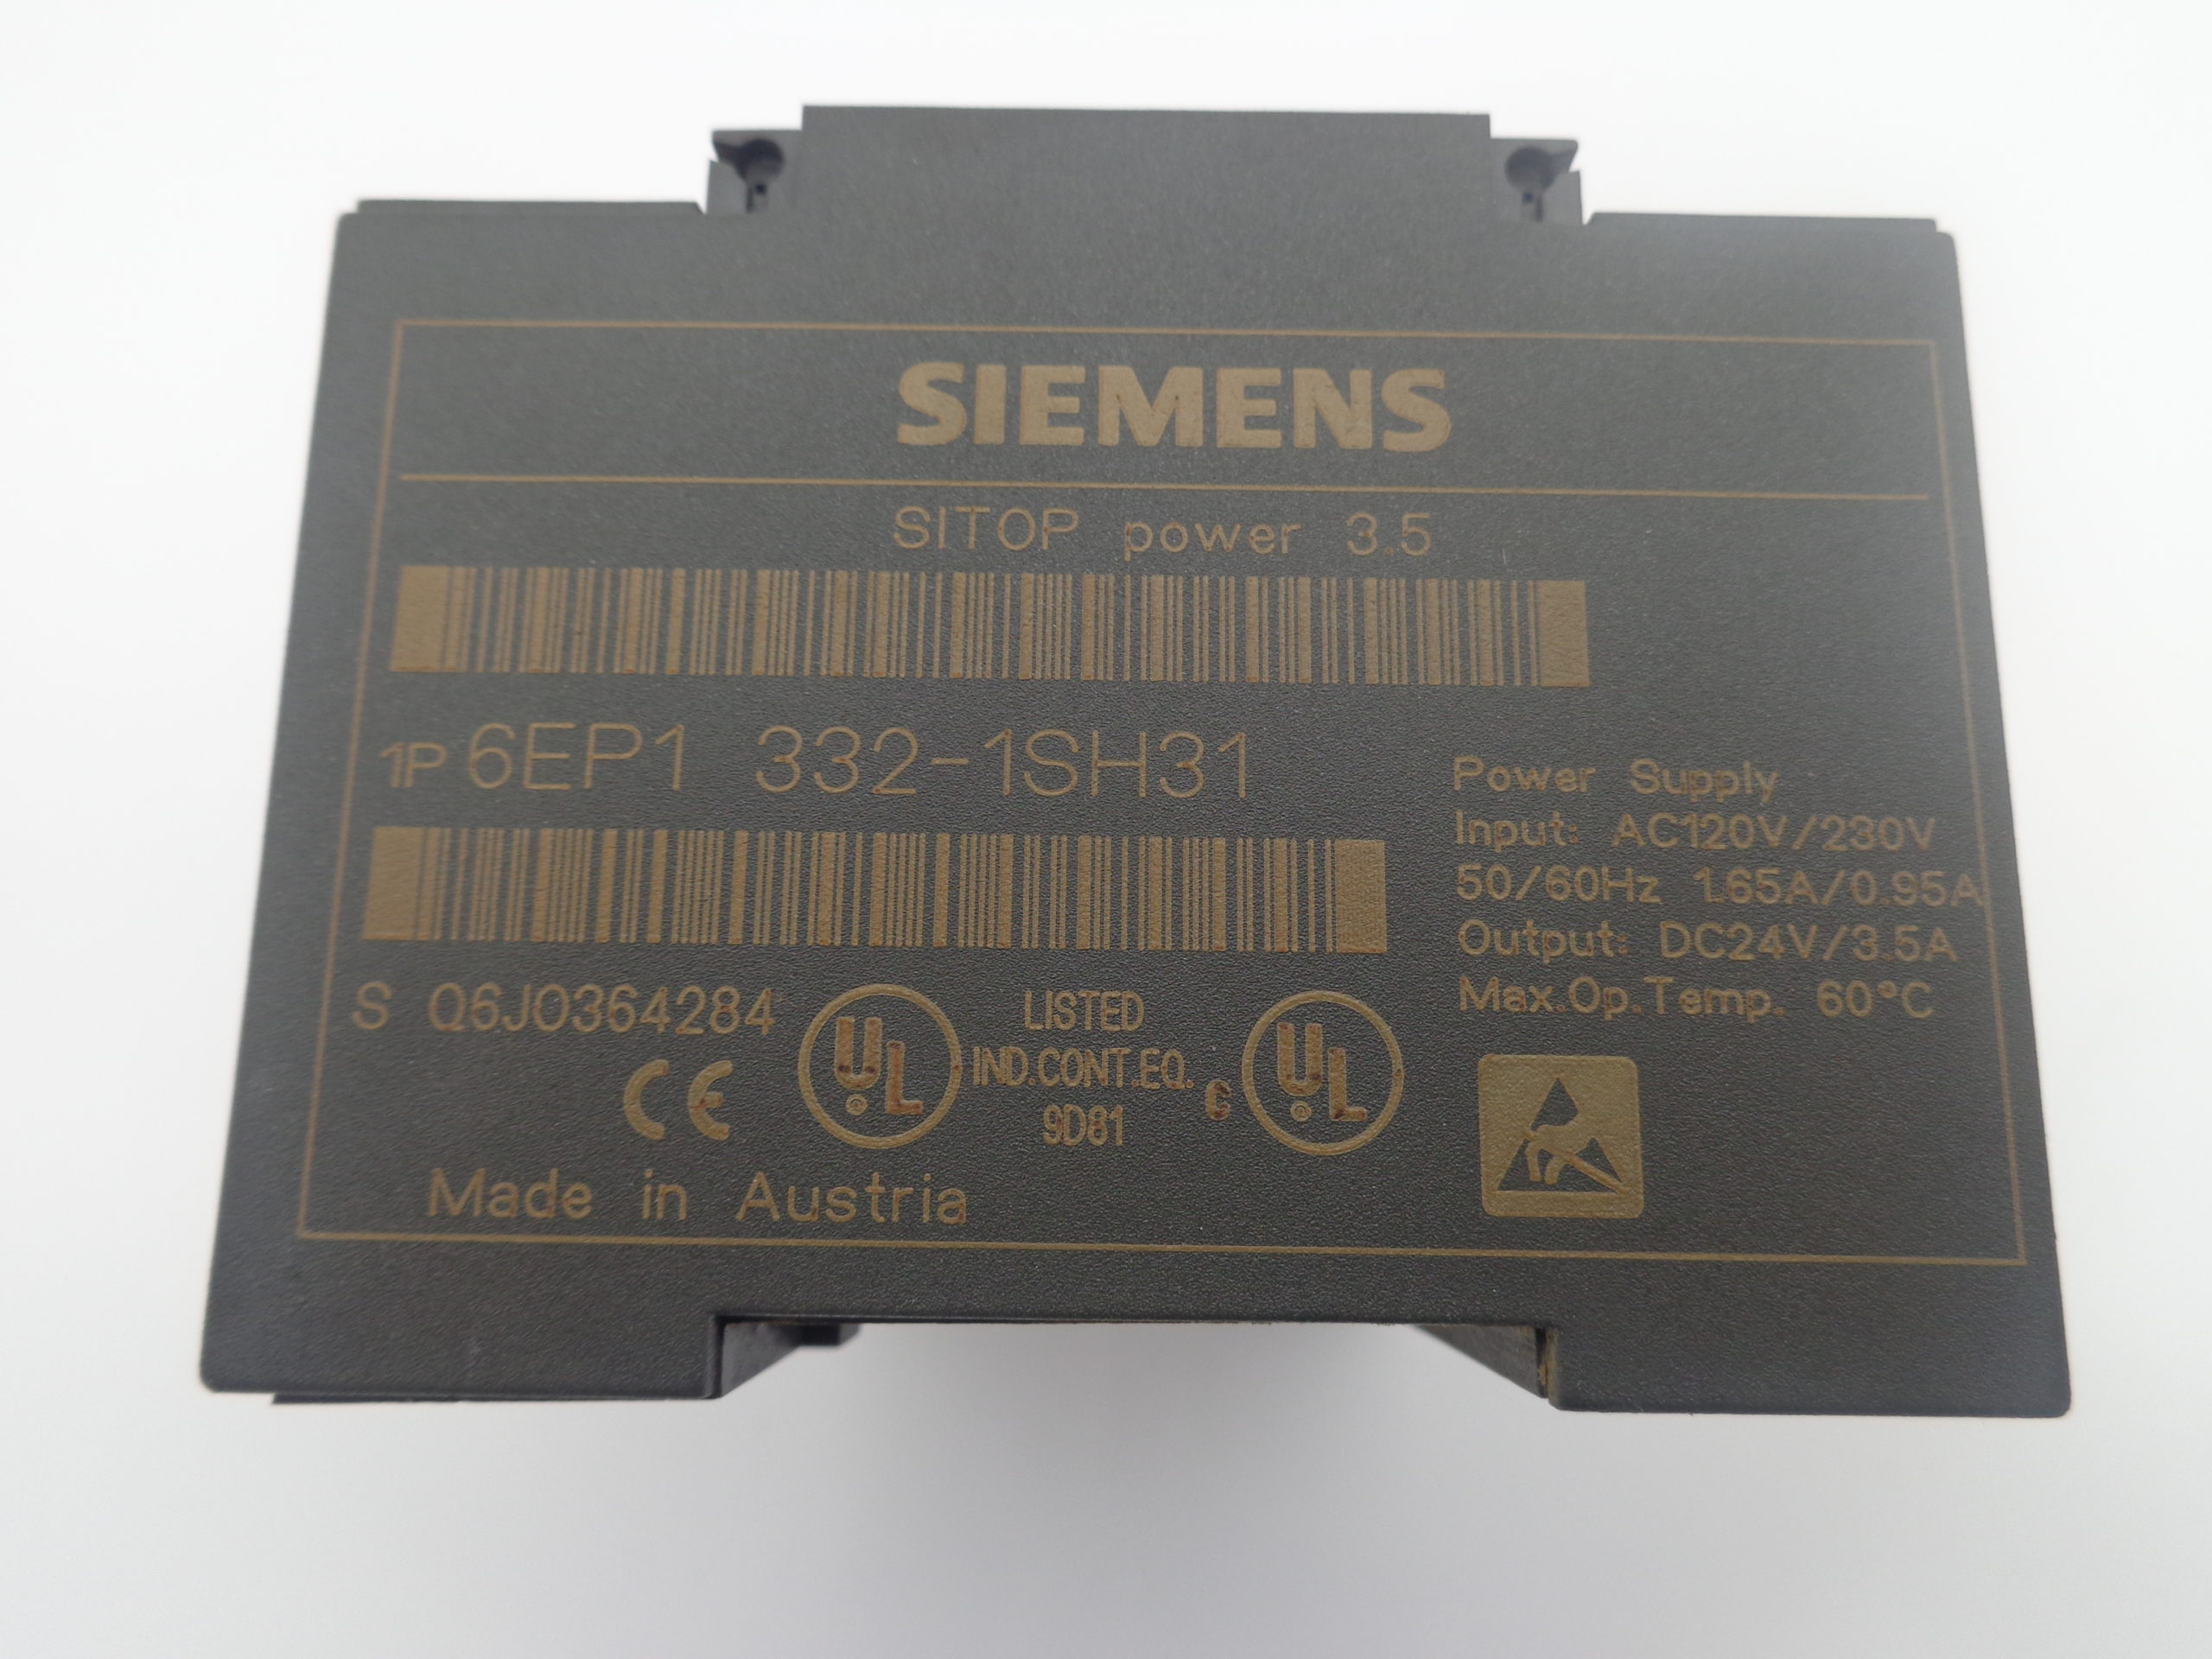 SIEMENS
SITOP power 3.5
1P 6EP1 332-1SH31
Power Supply
Input: AC120V/230V
50/60Hz 1.65A/0.95A
Output: DC24V/3.5A
Max.Op.Temp. 60°C
S Q6J0364284
CE
UL
LISTED
IND.CONT.EQ.
9D81
C UL
Made in Austria